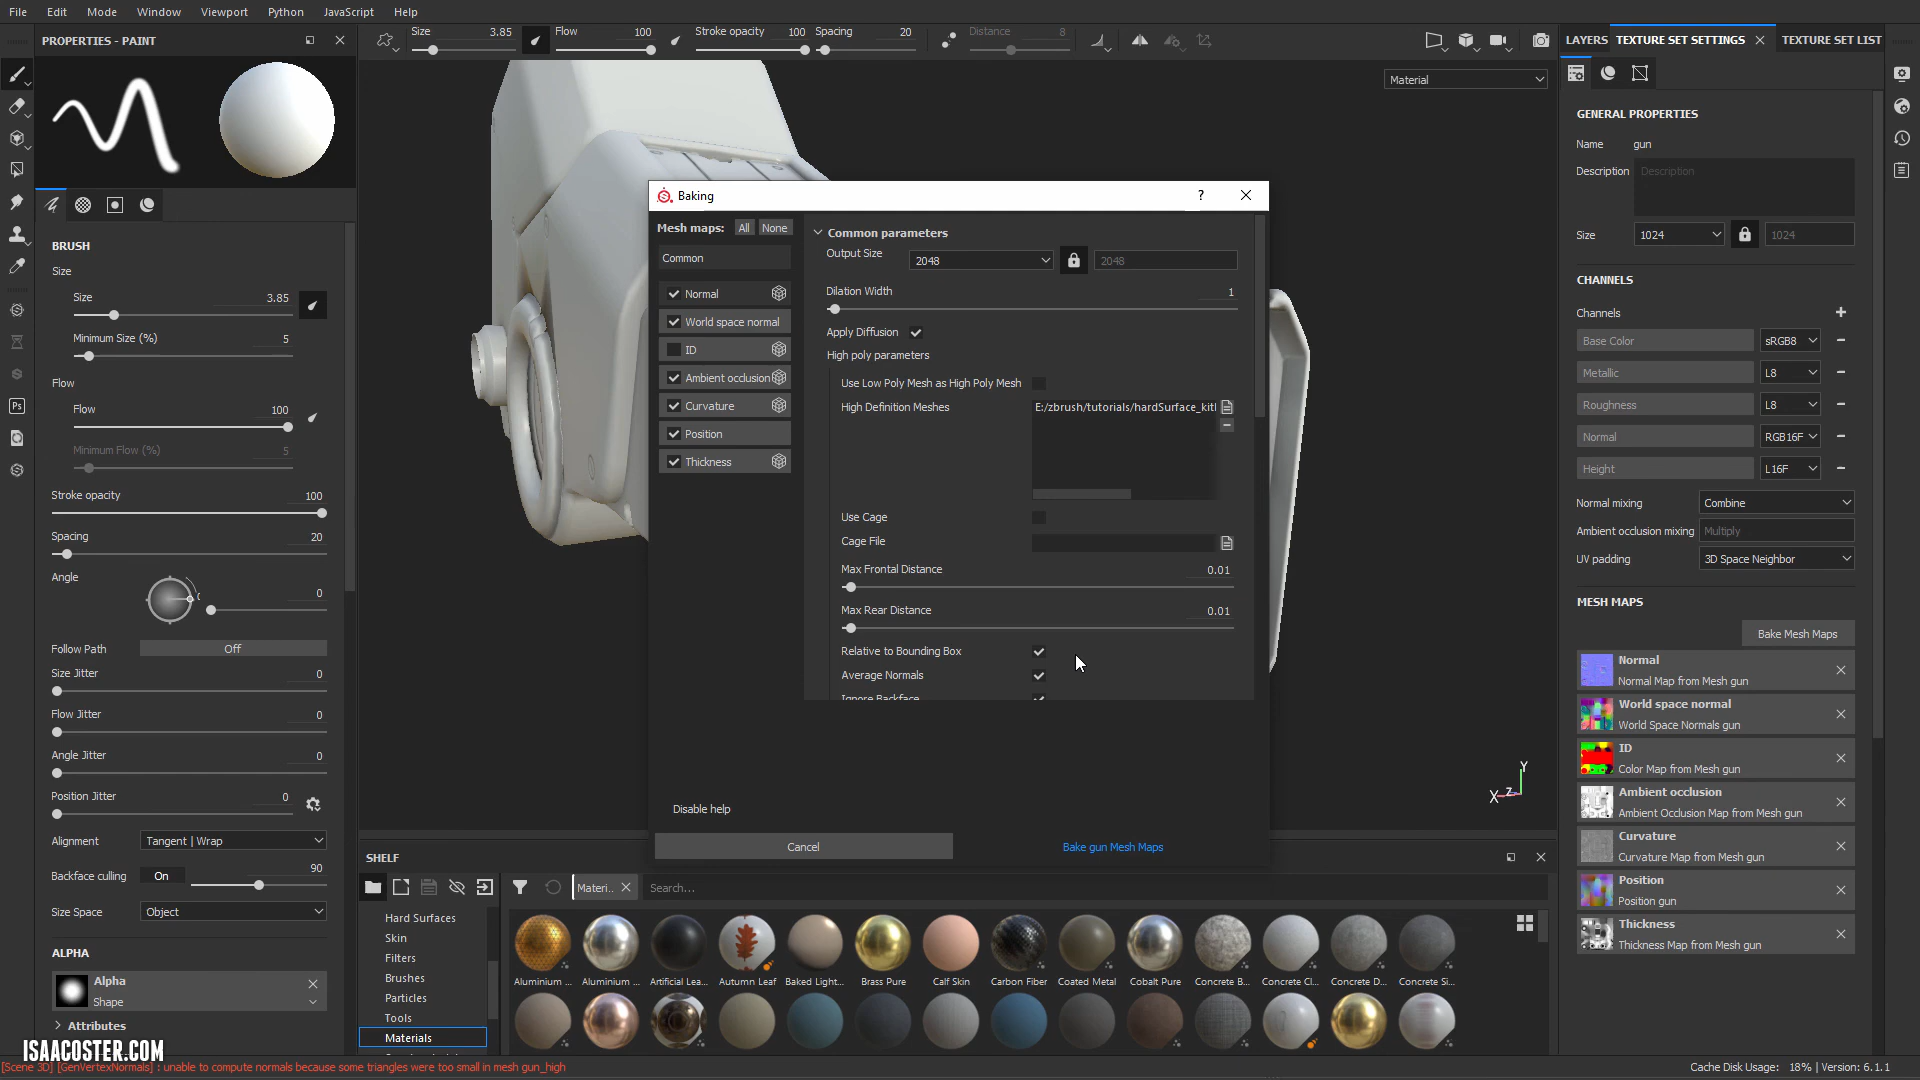 File Edit Mode Window Viewport Python JavaScript Help
PROPERTIES - PAINT
Size 3.85 Flow 100 Stroke opacity 100 Spacing 20 Distance 8
LAYERS TEXTURE SET SETTINGS TEXTURE SET LIST
Material
BRUSH
Size
Size 3.85
Minimum Size (%) 5
Flow
Flow 100
Minimum Flow (%) 5
Stroke opacity 100
Spacing 20
Angle
0
Follow Path Off
Size Jitter 0
Flow Jitter 0
Angle Jitter 0
Position Jitter 0
Alignment Tangent | Wrap
Backface culling On 90
Size Space Object
ALPHA
Alpha
Shape
Attributes
Ps
Baking ?
Mesh maps: All None
Common
Normal
World space normal
ID
Ambient occlusion
Curvature
Position
Thickness
Common parameters
Output Size 2048 2048
Dilation Width 1
Apply Diffusion
High poly parameters
Use Low Poly Mesh as High Poly Mesh
High Definition Meshes E:/zbrush/tutorials/hardSurface_kit
Use Cage
Cage File
Max Frontal Distance 0.01
Max Rear Distance 0.01
Relative to Bounding Box
Average Normals
Ignore Backface
Disable help
Cancel Bake gun Mesh Maps
Y
X Z
SHELF
Materi.. Search...
Hard Surfaces
Skin
Filters
Brushes
Particles
Tools
Materials
Aluminium ... Aluminium ... Artificial Lea... Autumn Leaf Baked Light... Brass Pure Calf Skin Carbon Fiber Coated Metal Cobalt Pure Concrete B... Concrete Cl... Concrete D... Concrete Si...
GENERAL PROPERTIES
Name gun
Description Description
Size 1024 1024
CHANNELS
Channels
Base Color sRGB8
Metallic L8
Roughness L8
Normal RGB16F
Height L16F
Normal mixing Combine
Ambient occlusion mixing Multiply
UV padding 3D Space Neighbor
MESH MAPS
Bake Mesh Maps
Normal
Normal Map from Mesh gun
World space normal
World Space Normals gun
ID
Color Map from Mesh gun
Ambient occlusion
Ambient Occlusion Map from Mesh gun
Curvature
Curvature Map from Mesh gun
Position
Position gun
Thickness
Thickness Map from Mesh gun
ISAACOSTER.COM
[Scene 3D] [GenVertexNormals] : unable to compute normals because some triangles were too small in mesh gun_high
Cache Disk Usage: 18% | Version: 6.1.1